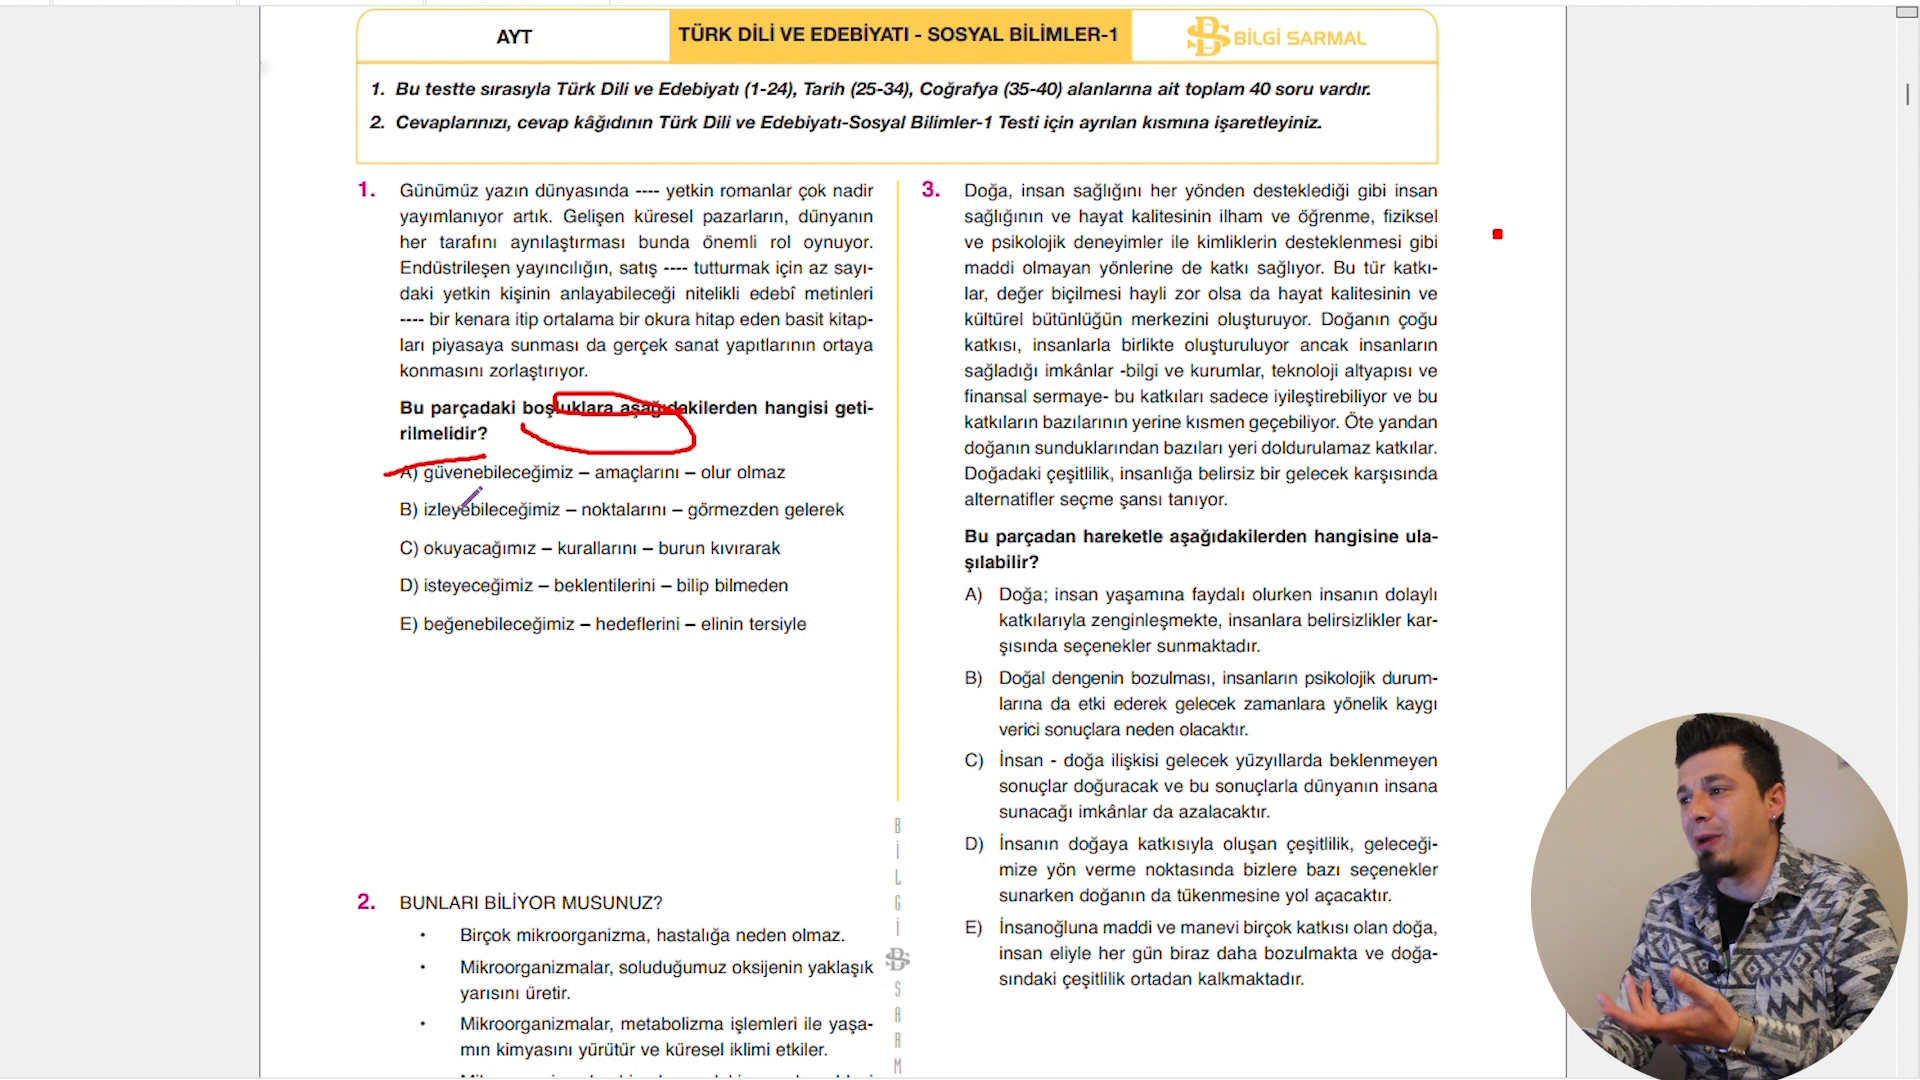 AYT
TÜRK DİLİ VE EDEBİYATI - SOSYAL BİLİMLER-1
BİLGİ SARMAL
1. Bu testte sırasıyla Türk Dili ve Edebiyatı (1-24), Tarih (25-34), Coğrafya (35-40) alanlarına ait toplam 40 soru vardır.
2. Cevaplarınızı, cevap kâğıdının Türk Dili ve Edebiyatı-Sosyal Bilimler-1 Testi için ayrılan kısmına işaretleyiniz.
1. Günümüz yazın dünyasında ---- yetkin romanlar çok nadir
yayımlanıyor artık. Gelişen küresel pazarların, dünyanın
her tarafını aynılaştırması bunda önemli rol oynuyor.
Endüstrileşen yayıncılığın, satış ---- tutturmak için az sayı-
daki yetkin kişinin anlayabileceği nitelikli edebî metinleri
---- bir kenara itip ortalama bir okura hitap eden basit kitap-
ları piyasaya sunması da gerçek sanat yapıtlarının ortaya
konmasını zorlaştırıyor.
Bu parçadaki boşluklara aşağıdakilerden hangisi geti-
rilmelidir?
A) güvenebileceğimiz – amaçlarını – olur olmaz
B) izleyebileceğimiz – noktalarını – görmezden gelerek
C) okuyacağımız – kurallarını – burun kıvırarak
D) isteyeceğimiz – beklentilerini – bilip bilmeden
E) beğenebileceğimiz – hedeflerini – elinin tersiyle
2. BUNLARI BİLİYOR MUSUNUZ?
• Birçok mikroorganizma, hastalığa neden olmaz.
• Mikroorganizmalar, soluduğumuz oksijenin yaklaşık
yarısını üretir.
• Mikroorganizmalar, metabolizma işlemleri ile yaşa-
mın kimyasını yürütür ve küresel iklimi etkiler.
BİLGİ SARM
3. Doğa, insan sağlığını her yönden desteklediği gibi insan
sağlığının ve hayat kalitesinin ilham ve öğrenme, fiziksel
ve psikolojik deneyimler ile kimliklerin desteklenmesi gibi
maddi olmayan yönlerine de katkı sağlıyor. Bu tür katkı-
lar, değer biçilmesi hayli zor olsa da hayat kalitesinin ve
kültürel bütünlüğün merkezini oluşturuyor. Doğanın çoğu
katkısı, insanlarla birlikte oluşturuluyor ancak insanların
sağladığı imkânlar -bilgi ve kurumlar, teknoloji altyapısı ve
finansal sermaye- bu katkıları sadece iyileştirebiliyor ve bu
katkıların bazılarının yerine kısmen geçebiliyor. Öte yandan
doğanın sunduklarından bazıları yeri doldurulamaz katkılar.
Doğadaki çeşitlilik, insanlığa belirsiz bir gelecek karşısında
alternatifler seçme şansı tanıyor.
Bu parçadan hareketle aşağıdakilerden hangisine ula-
şılabilir?
A) Doğa; insan yaşamına faydalı olurken insanın dolaylı
katkılarıyla zenginleşmekte, insanlara belirsizlikler kar-
şısında seçenekler sunmaktadır.
B) Doğal dengenin bozulması, insanların psikolojik durum-
larına da etki ederek gelecek zamanlara yönelik kaygı
verici sonuçlara neden olacaktır.
C) İnsan - doğa ilişkisi gelecek yüzyıllarda beklenmeyen
sonuçlar doğuracak ve bu sonuçlarla dünyanın insana
sunacağı imkânlar da azalacaktır.
D) İnsanın doğaya katkısıyla oluşan çeşitlilik, geleceği-
mize yön verme noktasında bizlere bazı seçenekler
sunarken doğanın da tükenmesine yol açacaktır.
E) İnsanoğluna maddi ve manevi birçok katkısı olan doğa,
insan eliyle her gün biraz daha bozulmakta ve doğa-
sındaki çeşitlilik ortadan kalkmaktadır.